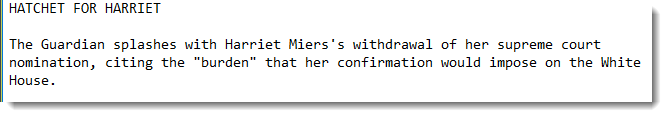 HATCHET FOR HARRIET
The Guardian splashes with Harriet Miers's withdrawal of her supreme court
nomination, citing the "burden" that her confirmation would impose on the White
House.